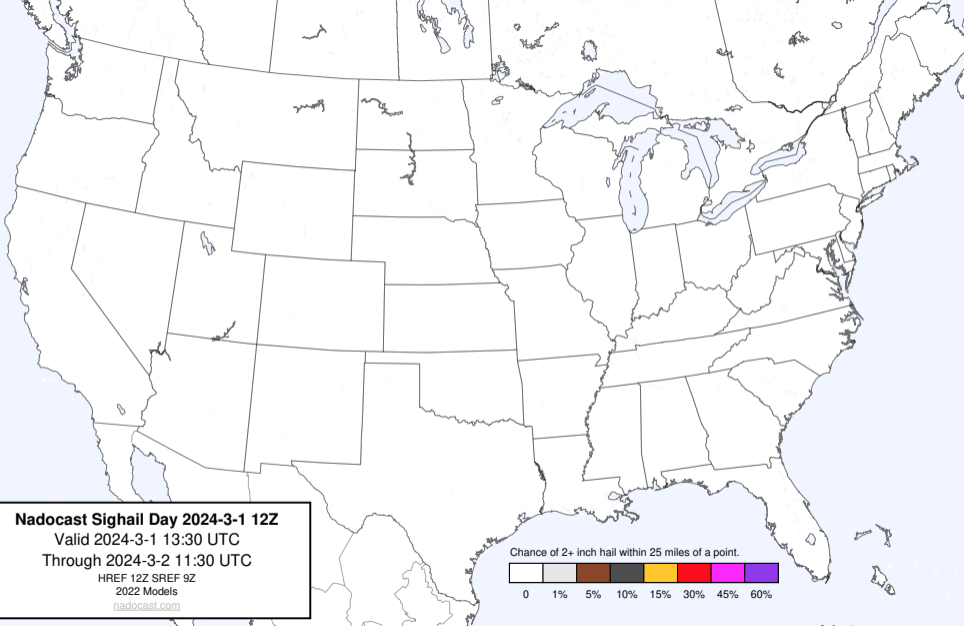 Nadocast Sighail Day 2024-3-1 12Z
Valid 2024-3-1 13:30 UTC
Through 2024-3-2 11:30 UTC
HREF 12Z SREF 9Z
2022 Models
nadocast.com
Chance of 2+ inch hail within 25 miles of a point.
0 1% 5% 10% 15% 30% 45% 60%